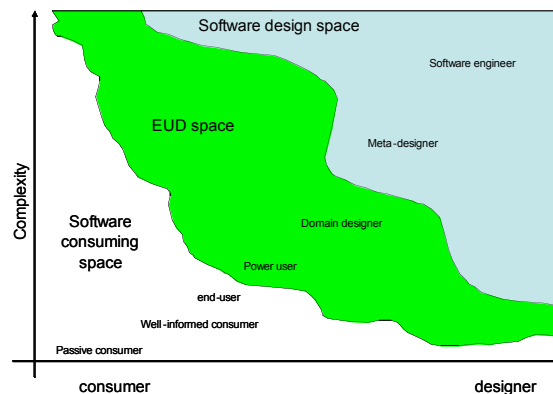 Software design space
Software engineer
EUD space
Meta-designer
Complexity
Software
consuming
space
Domain designer
Power user
end-user
Well-informed consumer
Passive consumer
consumer
designer